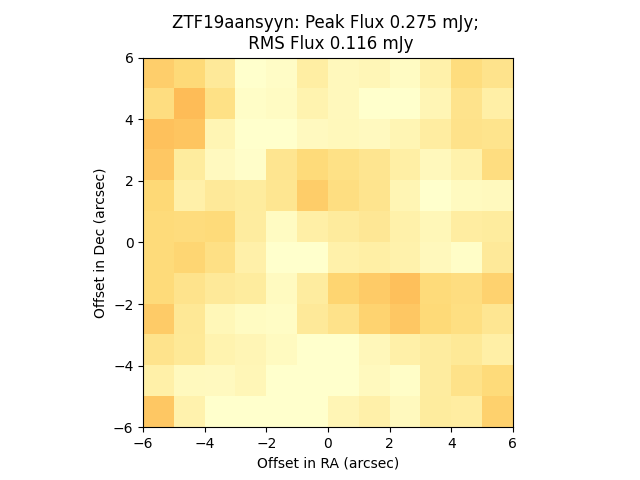 ZTF19aansyyn: Peak Flux 0.275 mJy;
RMS Flux 0.116 mJy
6
4
2
0
−2
−4
−6
Offset in Dec (arcsec)
−6 −4 −2 0 2 4 6
Offset in RA (arcsec)